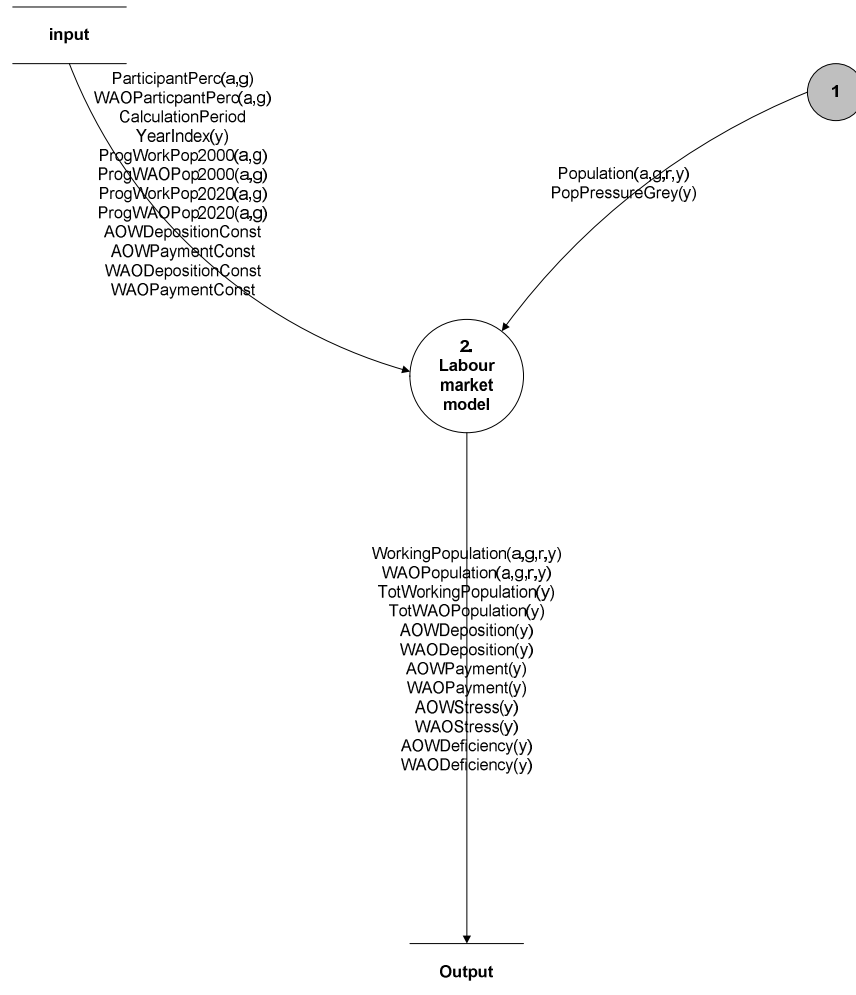 input
ParticipantPerc(a,g)
WAOParticpantPerc(a,g)
CalculationPeriod
YearIndex(y)
ProgWorkPop2000(a,g)
ProgWAOPop2000(a,g)
ProgWorkPop2020(a,g)
ProgWAOPop2020(a,g)
AOWDepositionConst
AOWPaymentConst
WAODepositionConst
WAOPaymentConst
1
Population(a,g,r,y)
PopPressureGrey(y)
2.
Labour
market
model
WorkingPopulation(a,g,r,y)
WAOPopulation(a,g,r,y)
TotWorkingPopulation(y)
TotWAOPopulation(y)
AOWDeposition(y)
WAODeposition(y)
AOWPayment(y)
WAOPayment(y)
AOWStress(y)
WAOStress(y)
AOWDeficiency(y)
WAODeficiency(y)
Output